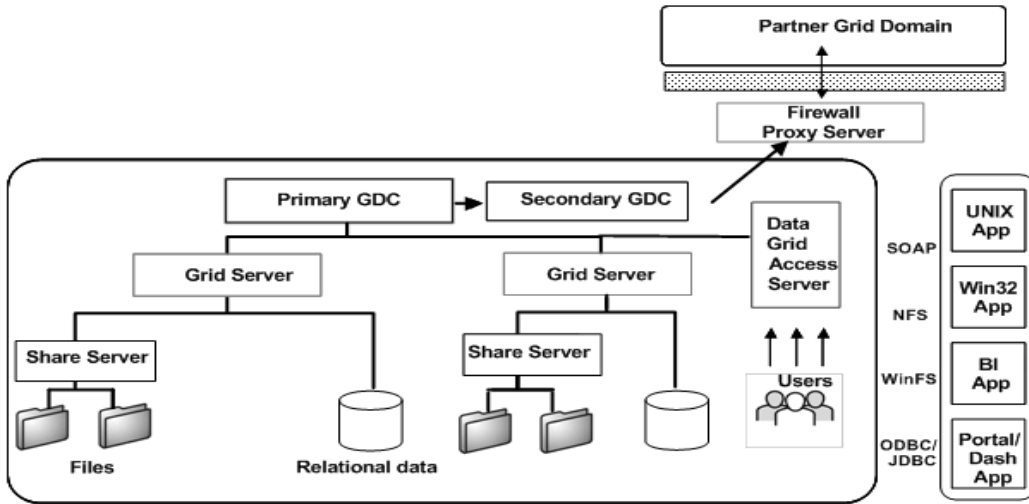 Partner Grid Domain
Firewall
Proxy Server
Primary GDC
Secondary GDC
Data
Grid
Access
Server
Grid Server
Grid Server
Share Server
Share Server
Users
Files
Relational data
SOAP
NFS
WinFS
ODBC/
JDBC
UNIX
App
Win32
App
BI
App
Portal/
Dash
App